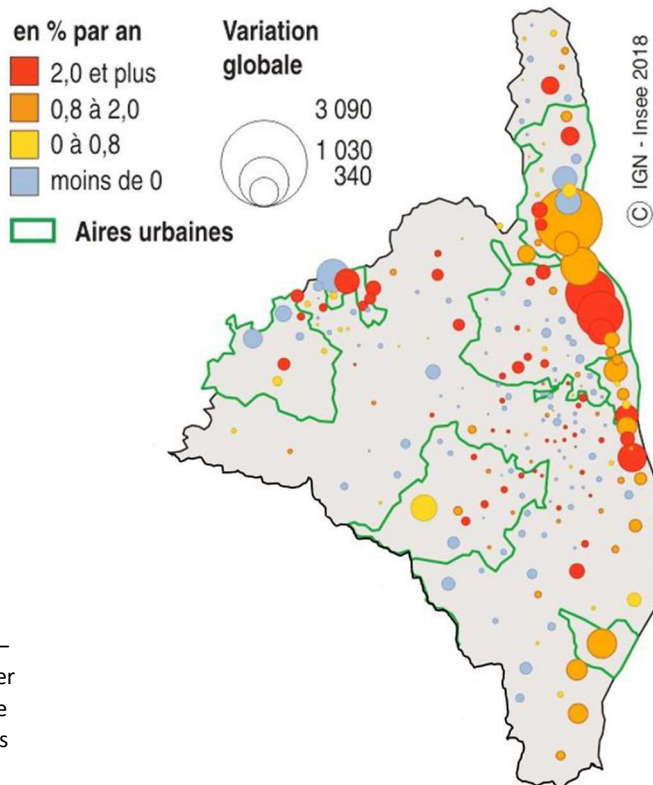 en % par an
2,0 et plus
0,8 à 2,0
0 à 0,8
moins de 0
Aires urbaines
Variation
globale
3 090
1 030
340
© IGN - Insee 2018
er
e
s